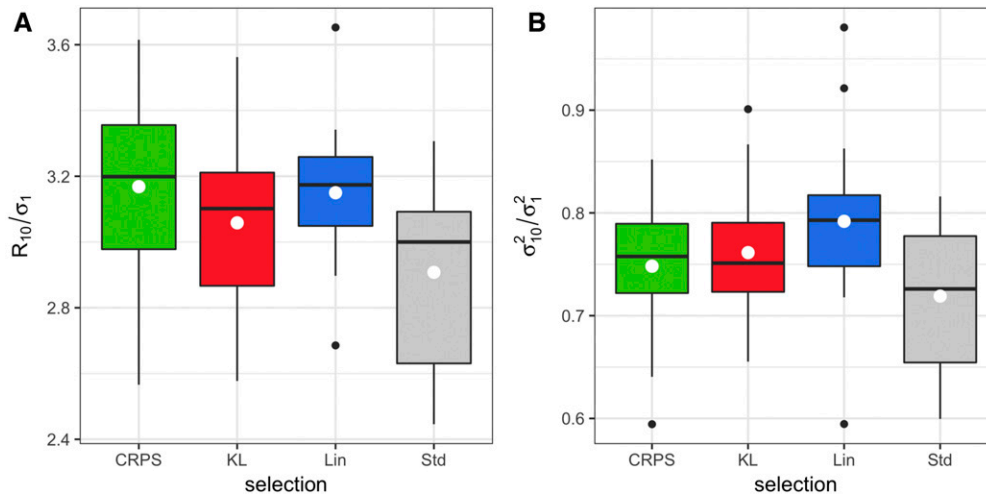 A
R₁₀/σ₁
3.6
3.2
2.8
2.4
CRPS KL Lin Std
selection
B
σ²₁₀/σ²₁
0.9
0.8
0.7
0.6
CRPS KL Lin Std
selection